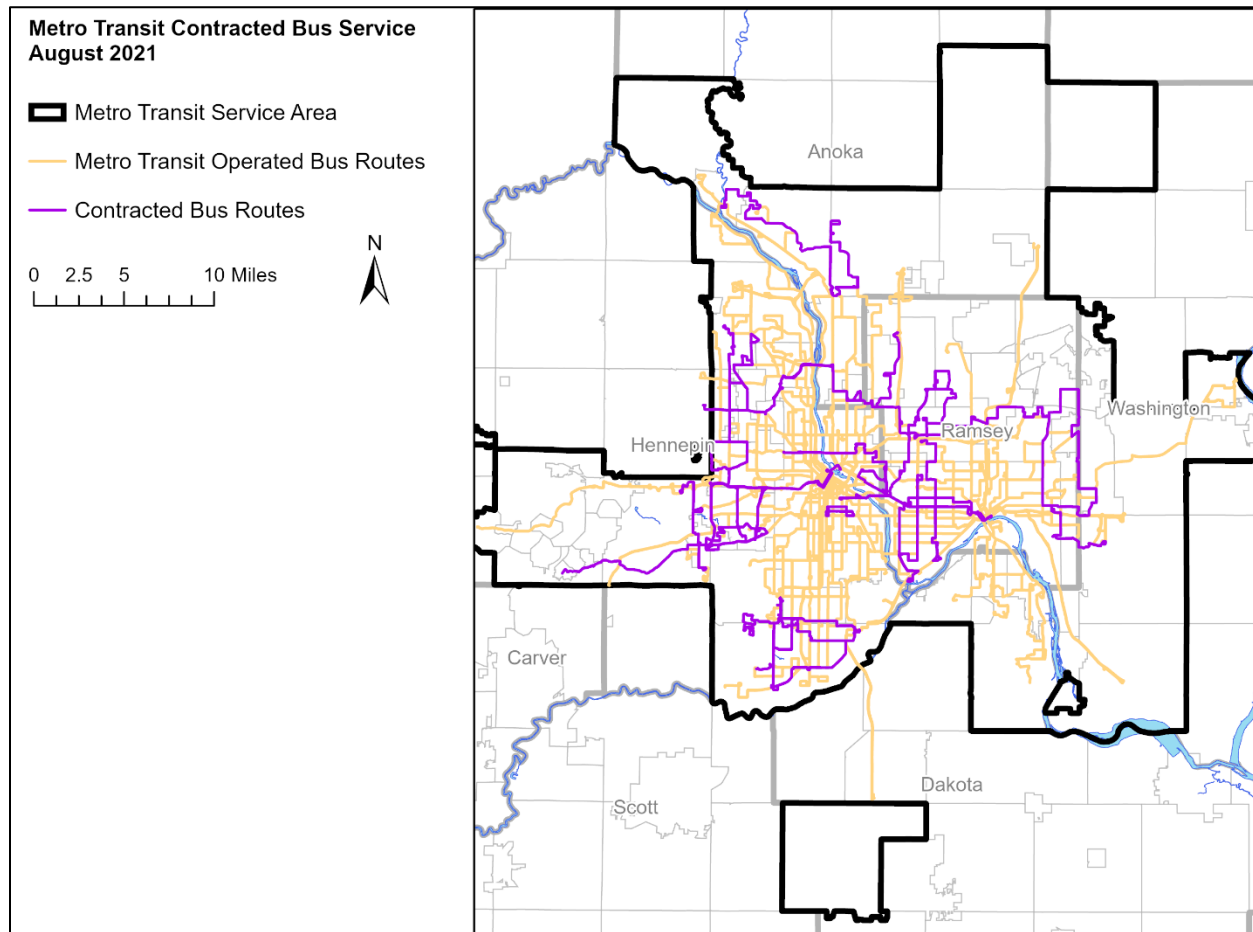 Metro Transit Contracted Bus Service
August 2021
Metro Transit Service Area
Metro Transit Operated Bus Routes
Contracted Bus Routes
N
0 2.5 5 10 Miles
Anoka
Washington
Hennepin
Ramsey
Carver
Scott
Dakota